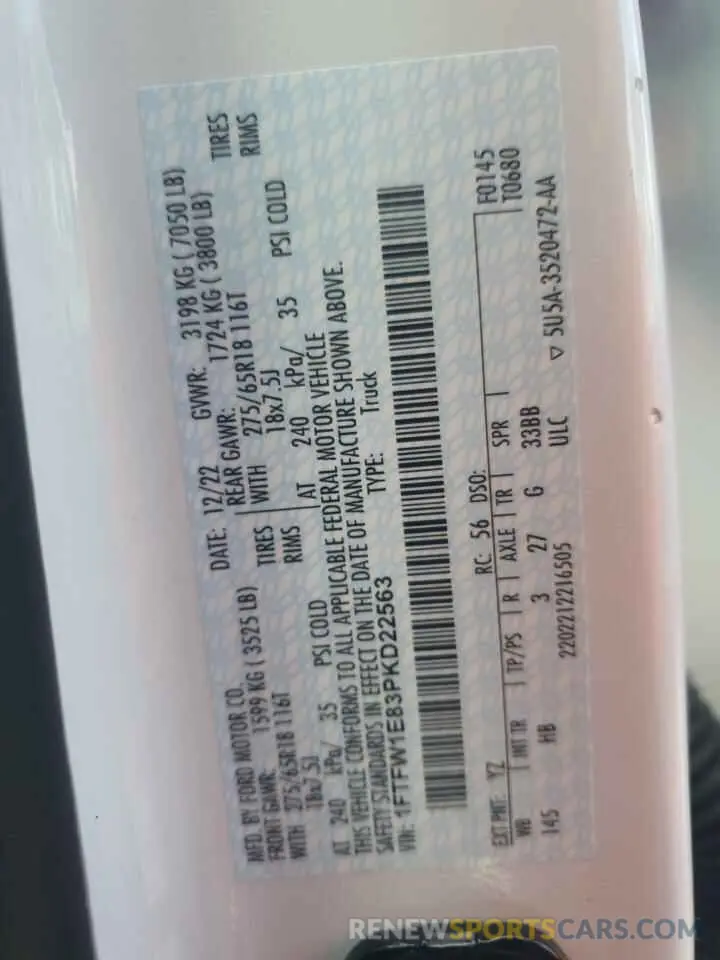 MFD. BY FORD MOTOR CO.
DATE: 12/22 GVWR: 3198 KG ( 7050 LB)
FRONT GAWR: 1599 KG ( 3525 LB)
REAR GAWR: 1724 KG ( 3800 LB)
WITH 275/65R18 116T TIRES WITH 275/65R18 116T TIRES
18x7.5J RIMS 18x7.5J RIMS
AT 240 kPa/ 35 PSI COLD AT 240 kPa/ 35 PSI COLD
THIS VEHICLE CONFORMS TO ALL APPLICABLE FEDERAL MOTOR VEHICLE
SAFETY STANDARDS IN EFFECT ON THE DATE OF MANUFACTURE SHOWN ABOVE.
VIN: 1FTFW1E83PKD22563 TYPE: Truck
F0145
T0680
EXT PNT: YZ RC: 56 DSO:
WB INT TR TP/PS R AXLE TR SPR
145 HB 3 27 G 33BB
ULC
2202212216505 ▽ 5U5A-3520472-AA
RENEWSPORTSCARS.COM